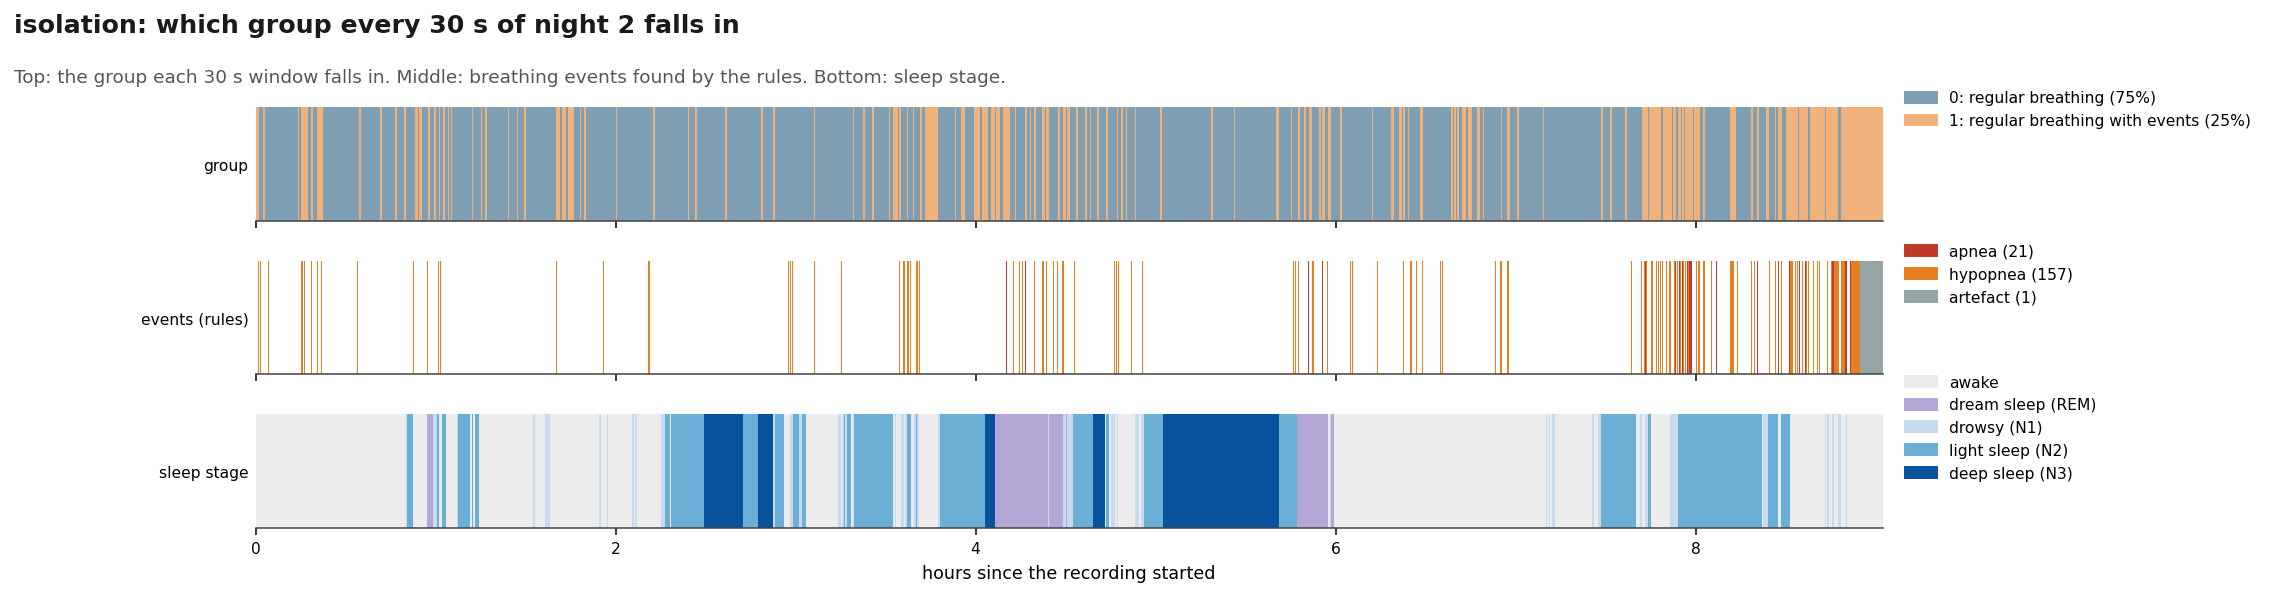 isolation: which group every 30 s of night 2 falls in
Top: the group each 30 s window falls in. Middle: breathing events found by the rules. Bottom: sleep stage.
group
0: regular breathing (75%)
1: regular breathing with events (25%)
events (rules)
apnea (21)
hypopnea (157)
artefact (1)
sleep stage
awake
dream sleep (REM)
drowsy (N1)
light sleep (N2)
deep sleep (N3)
0 2 4 6 8
hours since the recording started